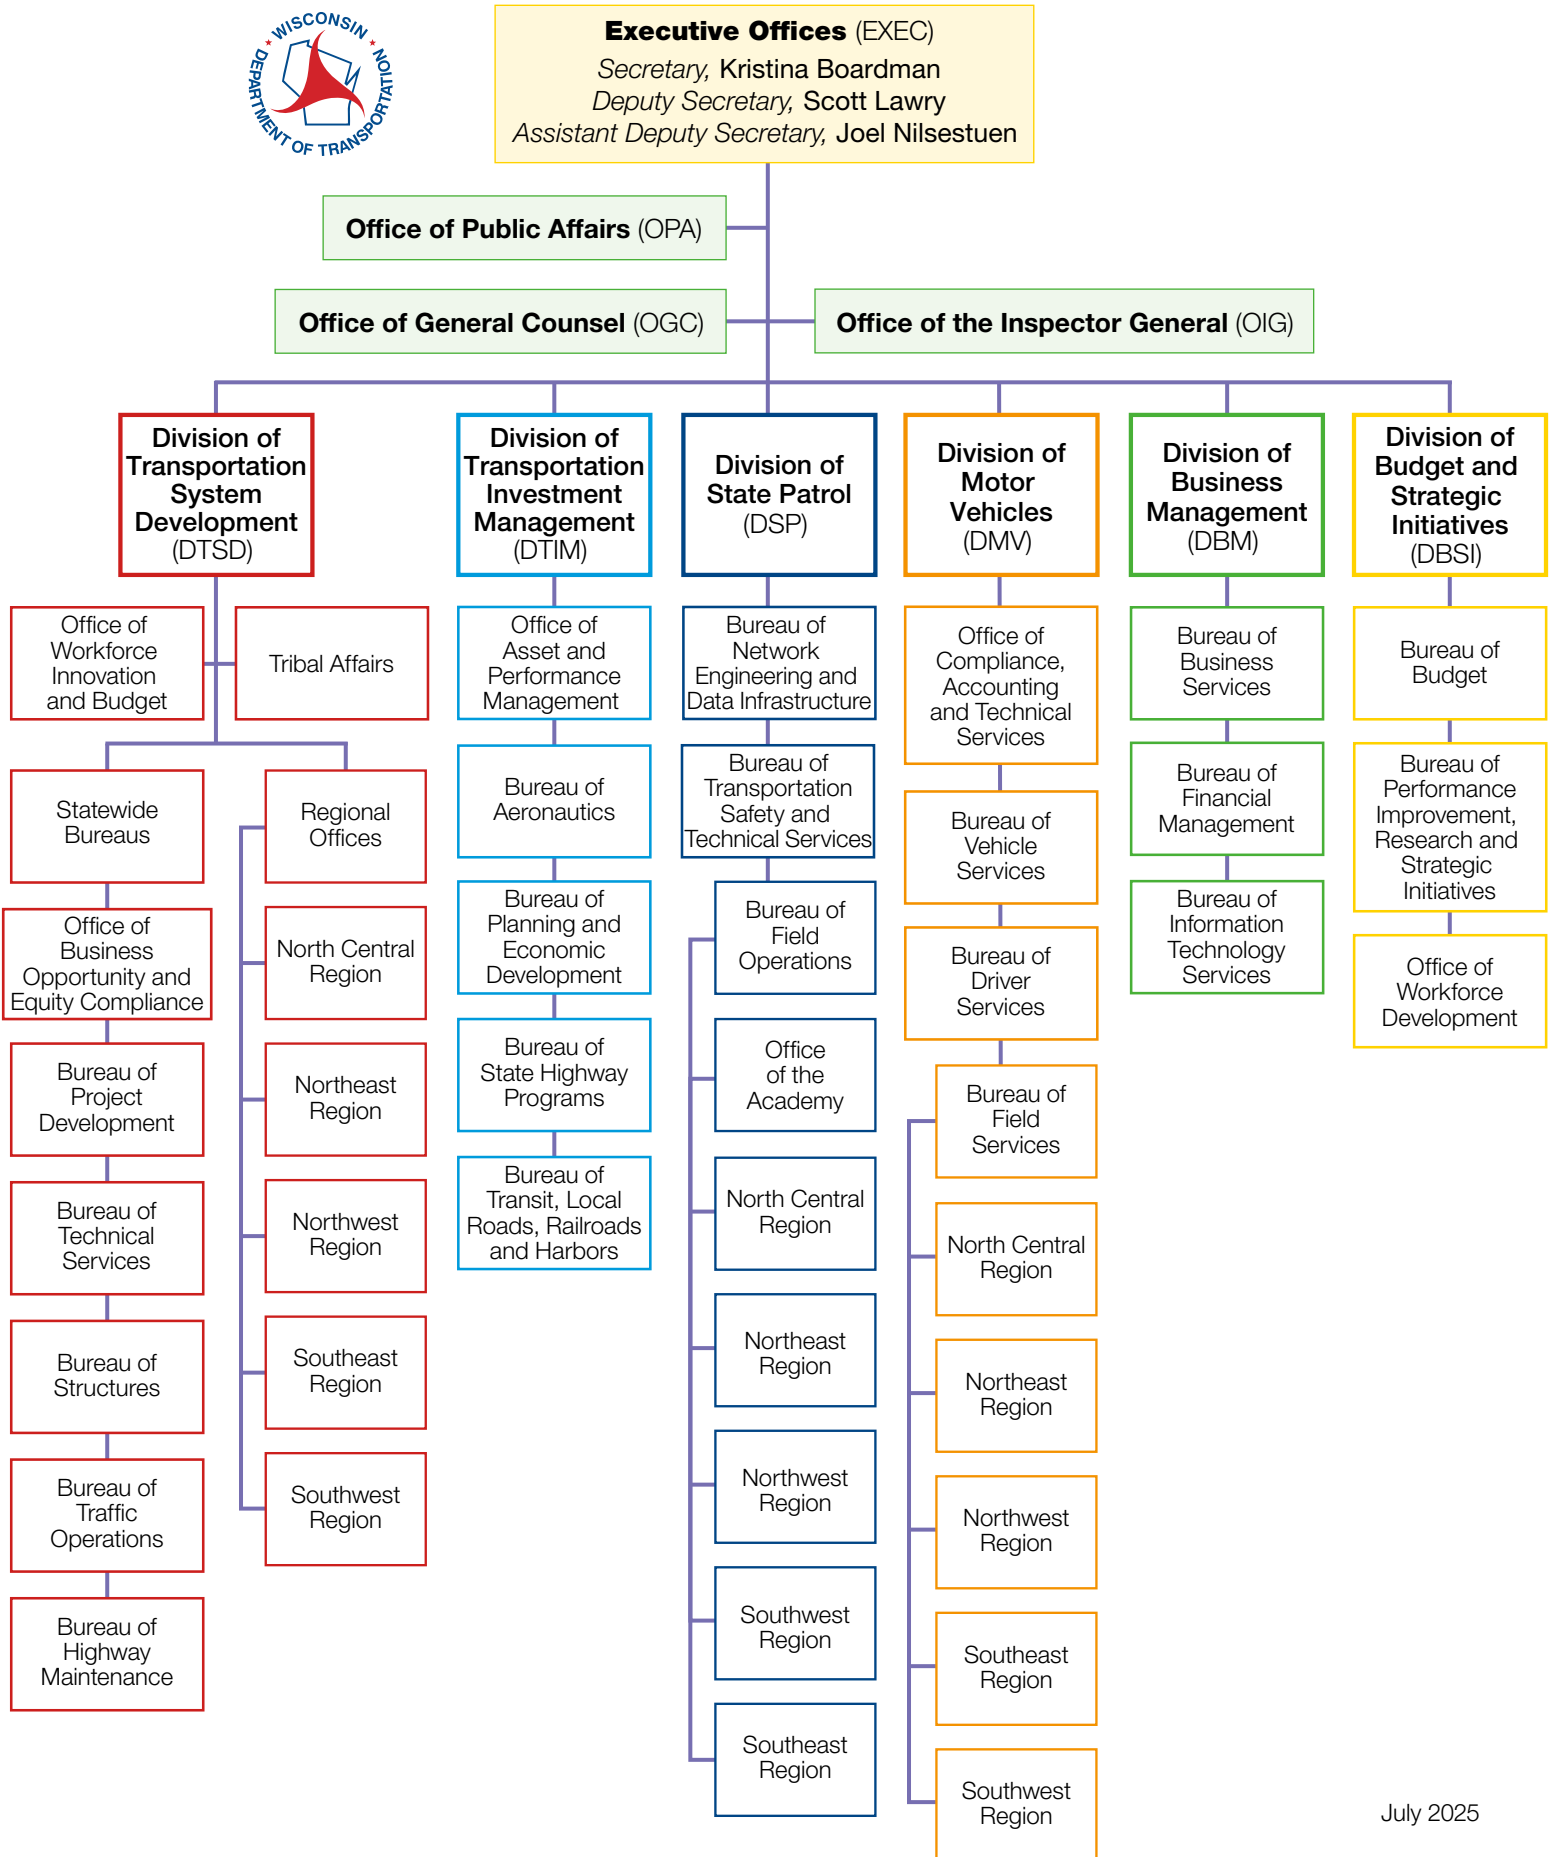 WISCONSIN
DEPARTMENT OF TRANSPORTATION
Executive Offices (EXEC)
Secretary, Kristina Boardman
Deputy Secretary, Scott Lawry
Assistant Deputy Secretary, Joel Nilsestuen
Office of Public Affairs (OPA)
Office of General Counsel (OGC)
Office of the Inspector General (OIG)
Division of
Transportation
System
Development
(DTSD)
Office of
Workforce
Innovation
and Budget
Tribal Affairs
Statewide
Bureaus
Office of
Business
Opportunity and
Equity Compliance
Bureau of
Project
Development
Bureau of
Technical
Services
Bureau of
Structures
Bureau of
Traffic
Operations
Bureau of
Highway
Maintenance
Regional
Offices
North Central
Region
Northeast
Region
Northwest
Region
Southeast
Region
Southwest
Region
Division of
Transportation
Investment
Management
(DTIM)
Office of
Asset and
Performance
Management
Bureau of
Aeronautics
Bureau of
Planning and
Economic
Development
Bureau of
State Highway
Programs
Bureau of
Transit, Local
Roads, Railroads
and Harbors
Division of
State Patrol
(DSP)
Bureau of
Network
Engineering and
Data Infrastructure
Bureau of
Transportation
Safety and
Technical Services
Bureau of
Field
Operations
Office
of the
Academy
North Central
Region
Northeast
Region
Northwest
Region
Southwest
Region
Southeast
Region
Division of
Motor
Vehicles
(DMV)
Office of
Compliance,
Accounting
and Technical
Services
Bureau of
Vehicle
Services
Bureau of
Driver
Services
Bureau of
Field
Services
North Central
Region
Northeast
Region
Northwest
Region
Southeast
Region
Southwest
Region
Division of
Business
Management
(DBM)
Bureau of
Business
Services
Bureau of
Financial
Management
Bureau of
Information
Technology
Services
Division of
Budget and
Strategic
Initiatives
(DBSI)
Bureau of
Budget
Bureau of
Performance
Improvement,
Research and
Strategic
Initiatives
Office of
Workforce
Development
July 2025